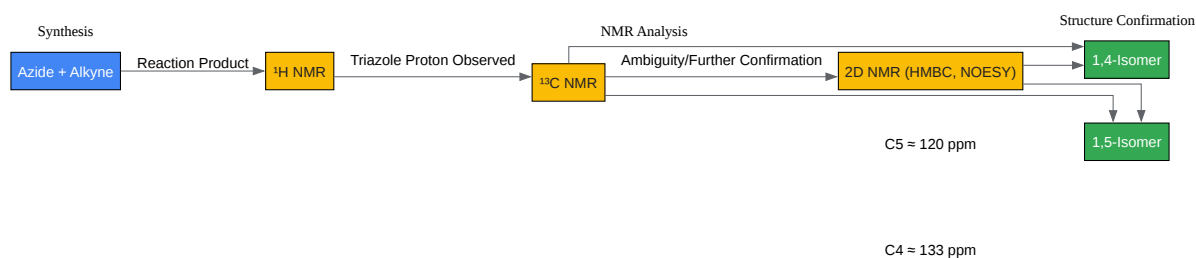 Synthesis
NMR Analysis
Structure Confirmation
Azide + Alkyne
Reaction Product
¹H NMR
Triazole Proton Observed
¹³C NMR
Ambiguity/Further Confirmation
2D NMR (HMBC, NOESY)
1,4-Isomer
1,5-Isomer
C5 ≈ 120 ppm
C4 ≈ 133 ppm